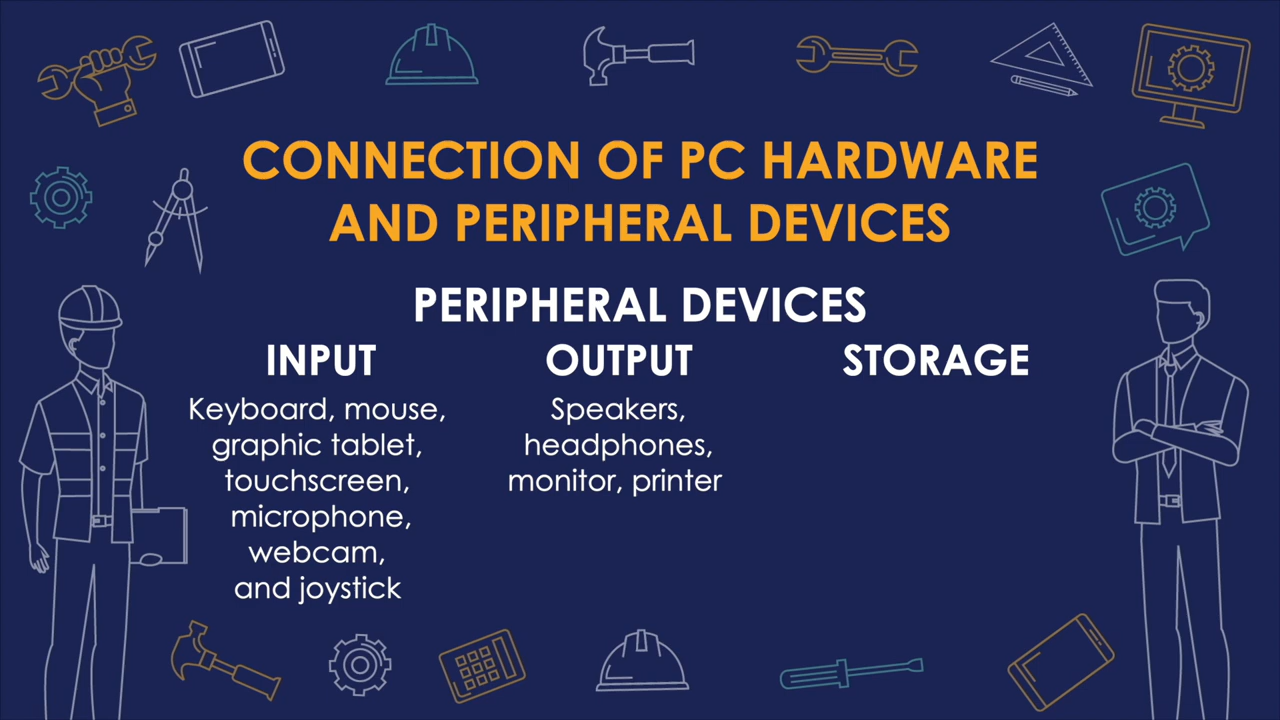 CONNECTION OF PC HARDWARE
AND PERIPHERAL DEVICES
PERIPHERAL DEVICES
INPUT
Keyboard, mouse,
graphic tablet,
touchscreen,
microphone,
webcam,
and joystick
OUTPUT
Speakers,
headphones,
monitor, printer
STORAGE